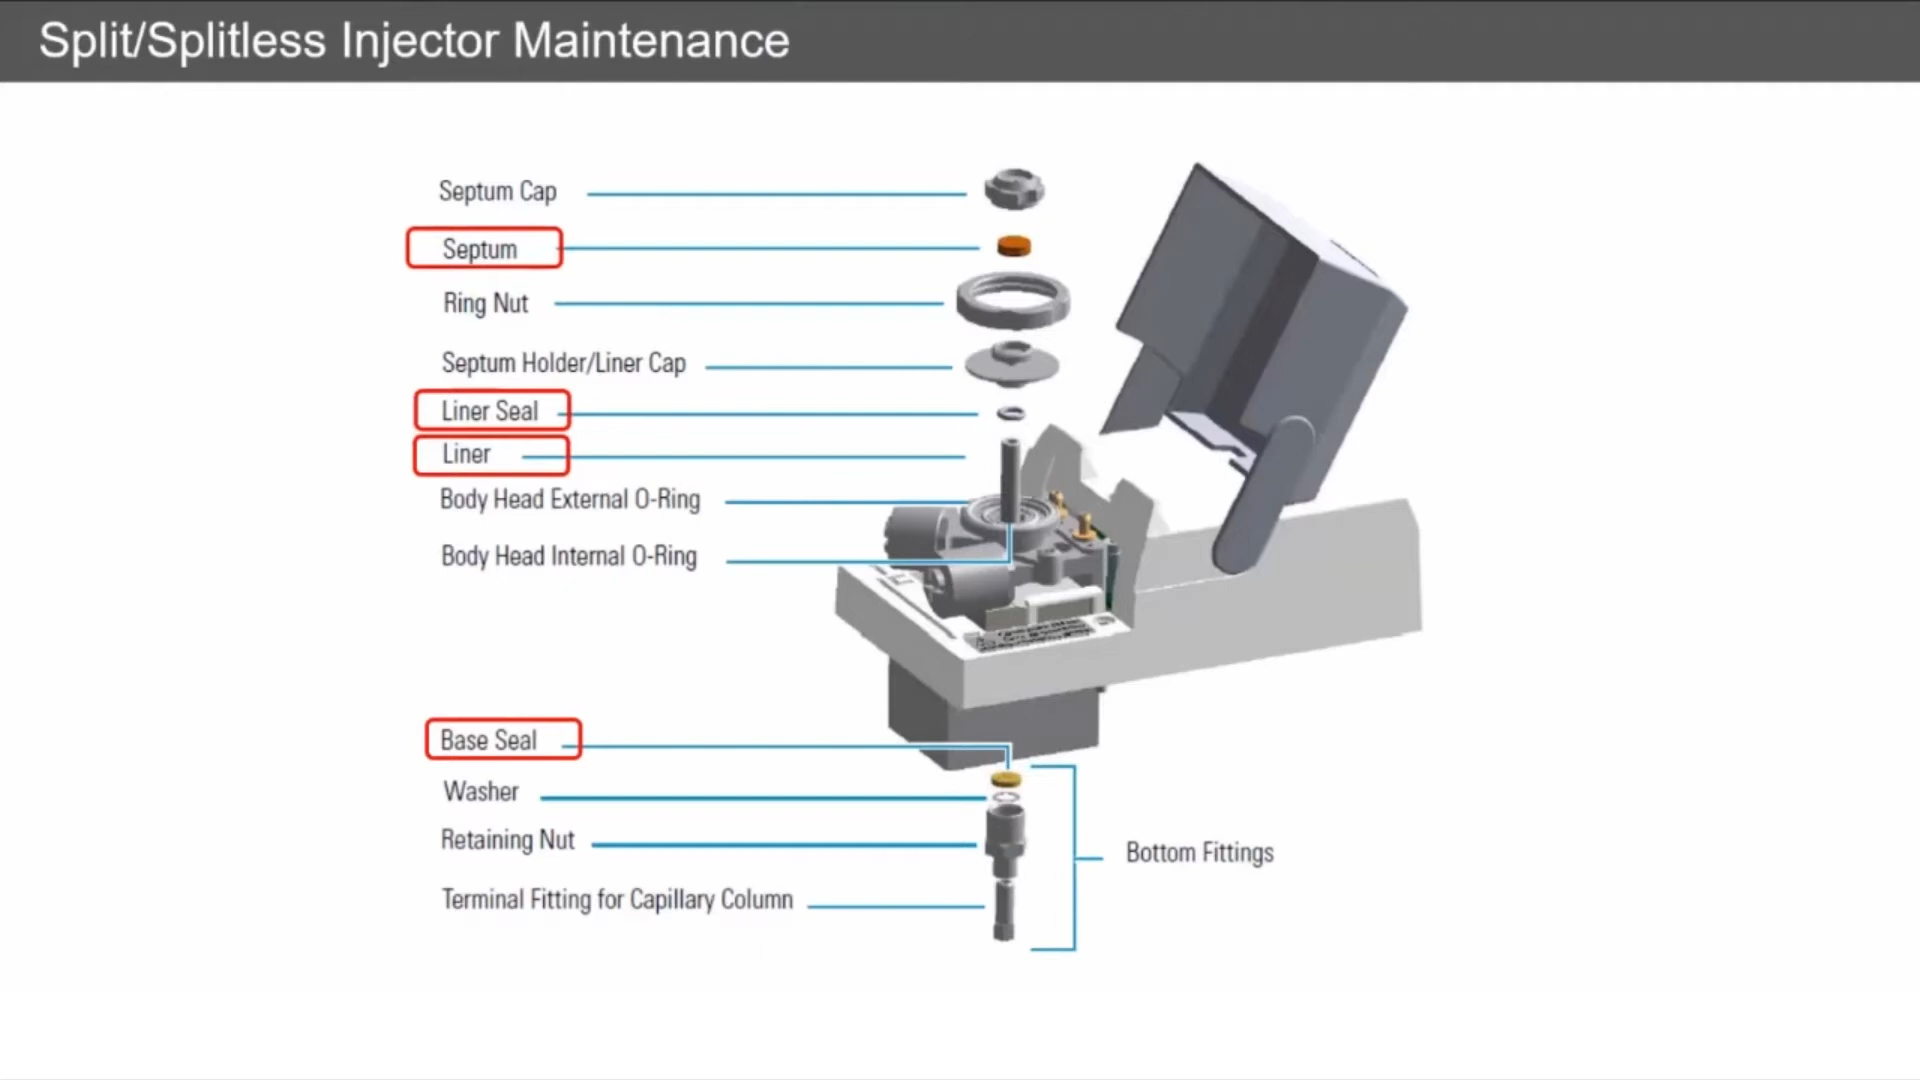 Split/Splitless Injector Maintenance
Septum Cap
Septum
Ring Nut
Septum Holder/Liner Cap
Liner Seal
Liner
Body Head External O-Ring
Body Head Internal O-Ring
Base Seal
Washer
Retaining Nut
Bottom Fittings
Terminal Fitting for Capillary Column